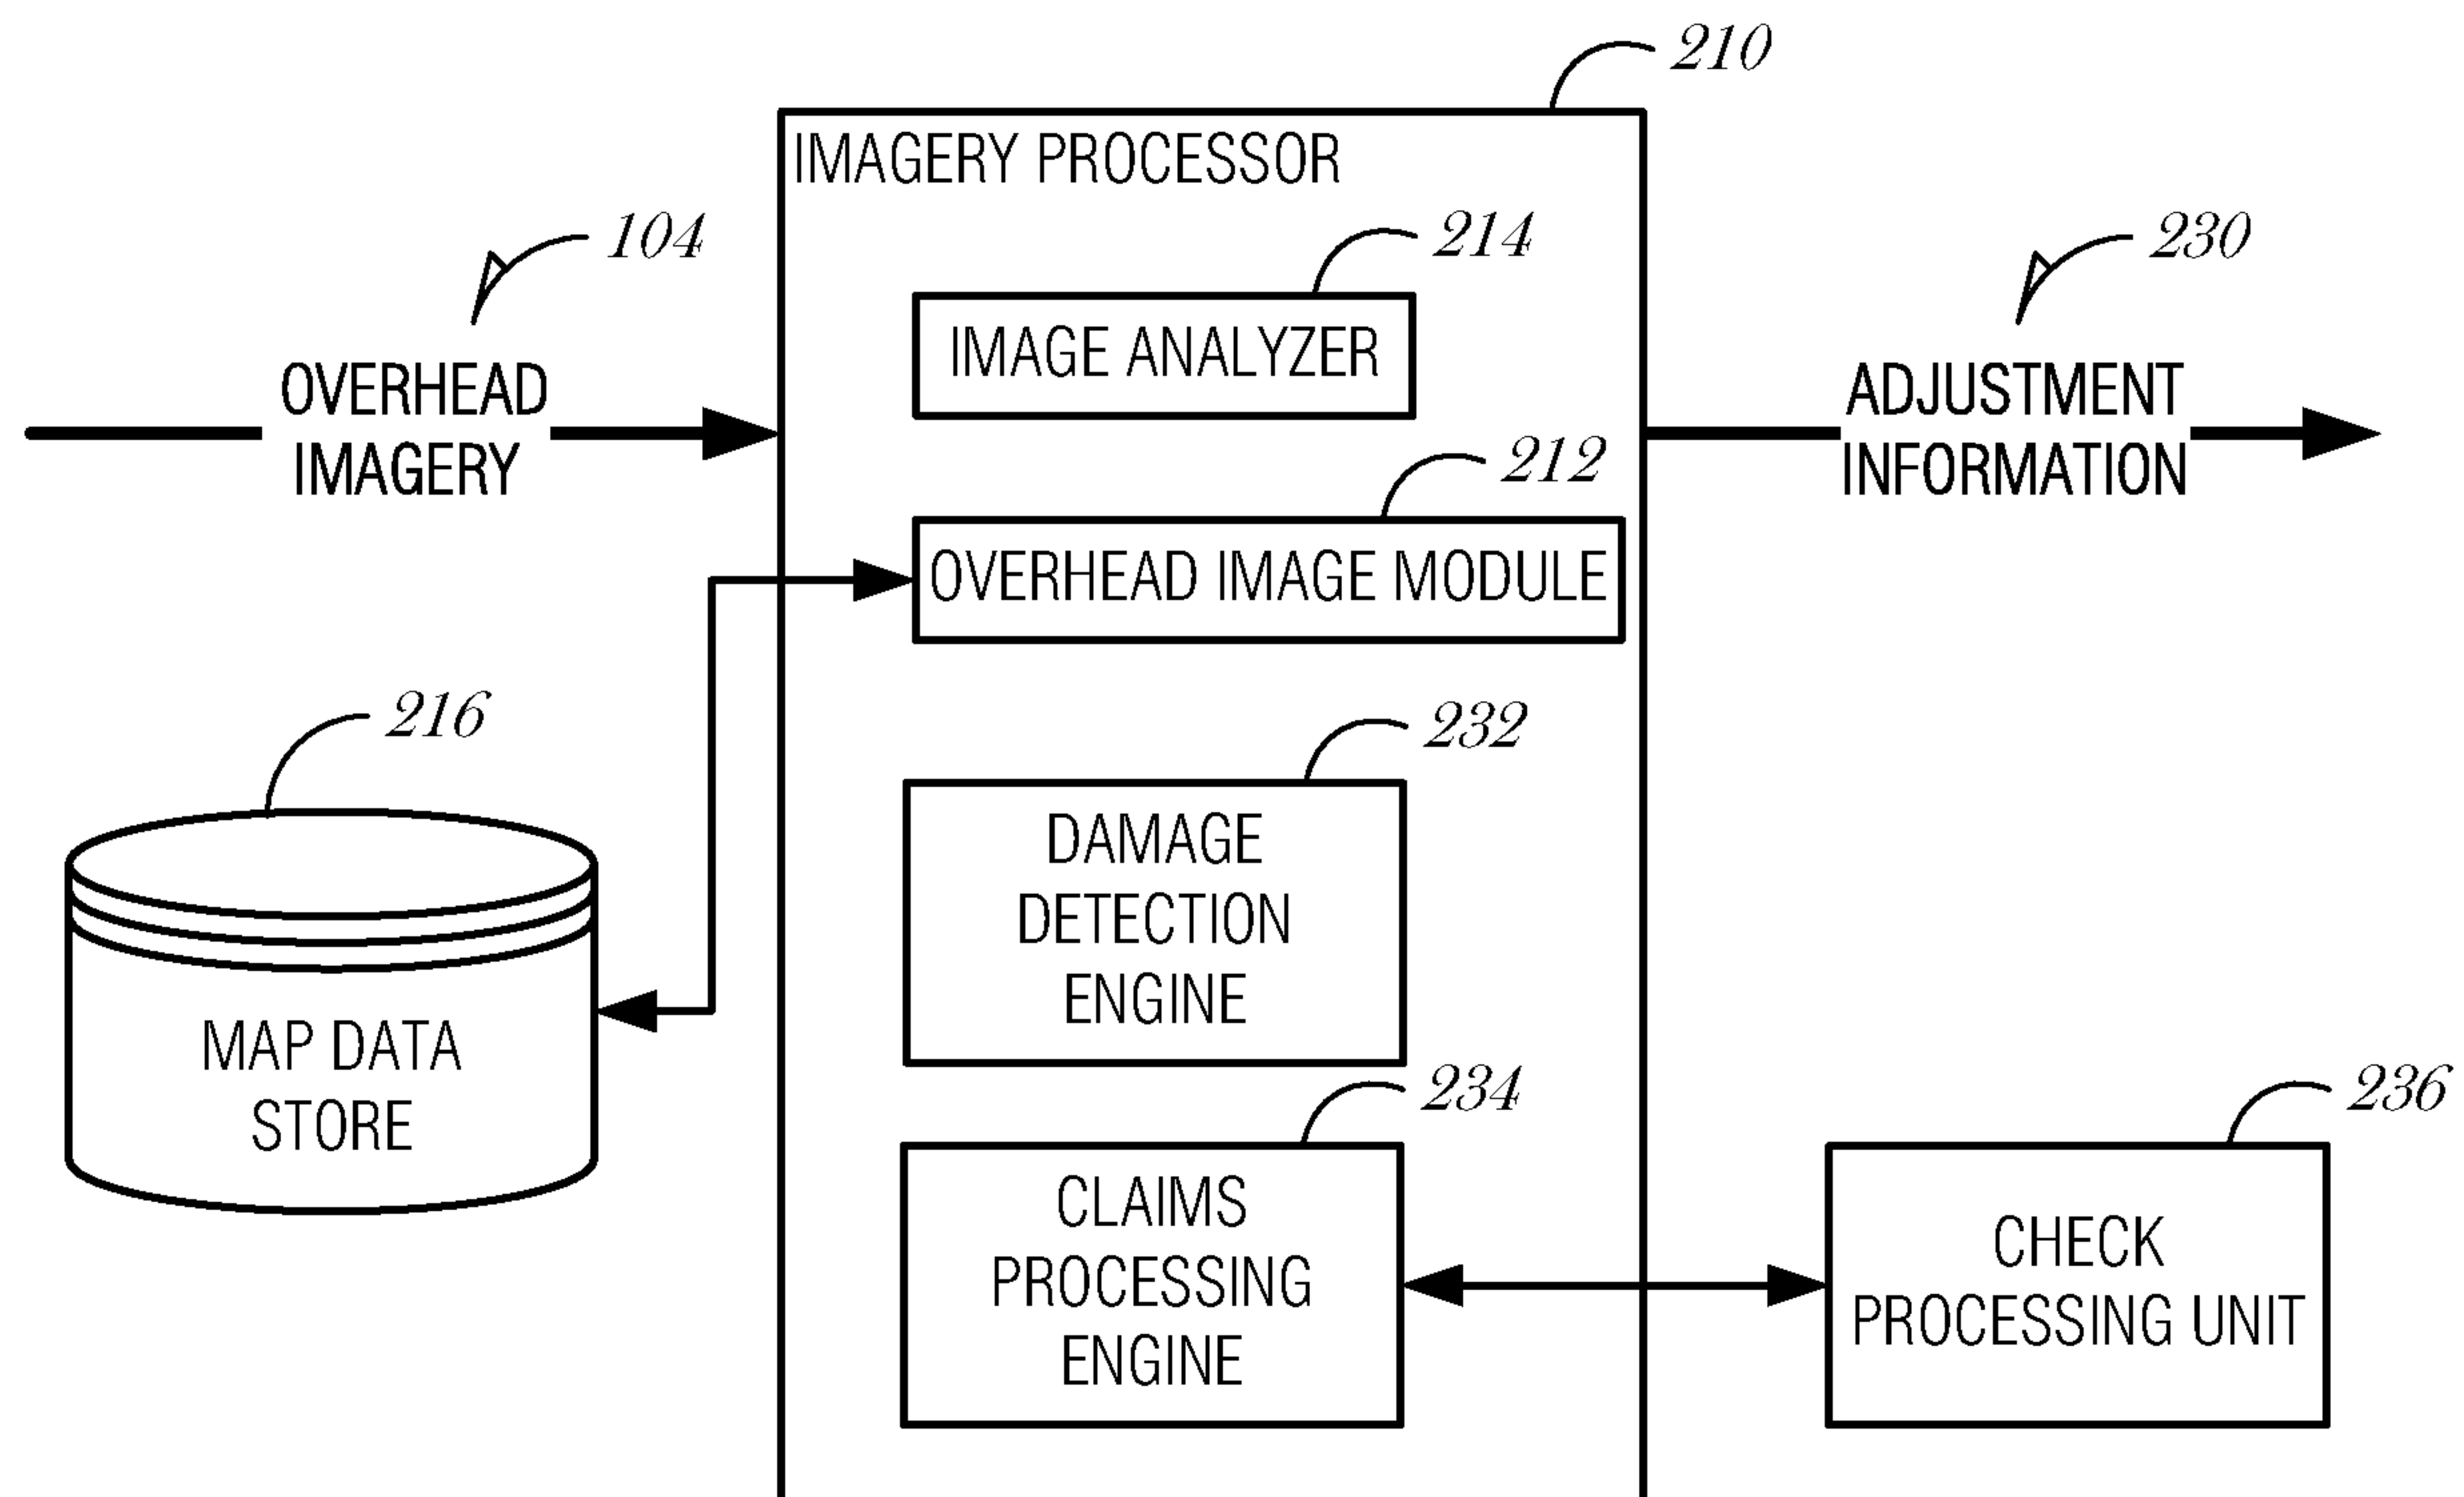 210
IMAGERY PROCESSOR
104
214
230
IMAGE ANALYZER
OVERHEAD
IMAGERY
ADJUSTMENT
INFORMATION
212
OVERHEAD IMAGE MODULE
216
232
DAMAGE
DETECTION
ENGINE
MAP DATA
STORE
234
236
CLAIMS
PROCESSING
ENGINE
CHECK
PROCESSING UNIT